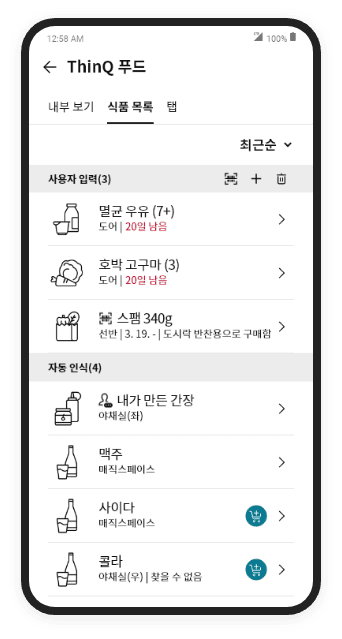 12:58 AM 100%
ThinQ 푸드
내부 보기 식품 목록 탭
최근순
사용자 입력(3)
멸균 우유 (7+)
도어 | 20일 남음
호박 고구마 (3)
도어 | 20일 남음
스팸 340g
선반 | 3. 19. - | 도시락 반찬용으로 구매함
자동 인식(4)
내가 만든 간장
야채실(좌)
맥주
매직스페이스
사이다
매직스페이스
콜라
야채실(우) | 찾을 수 없음